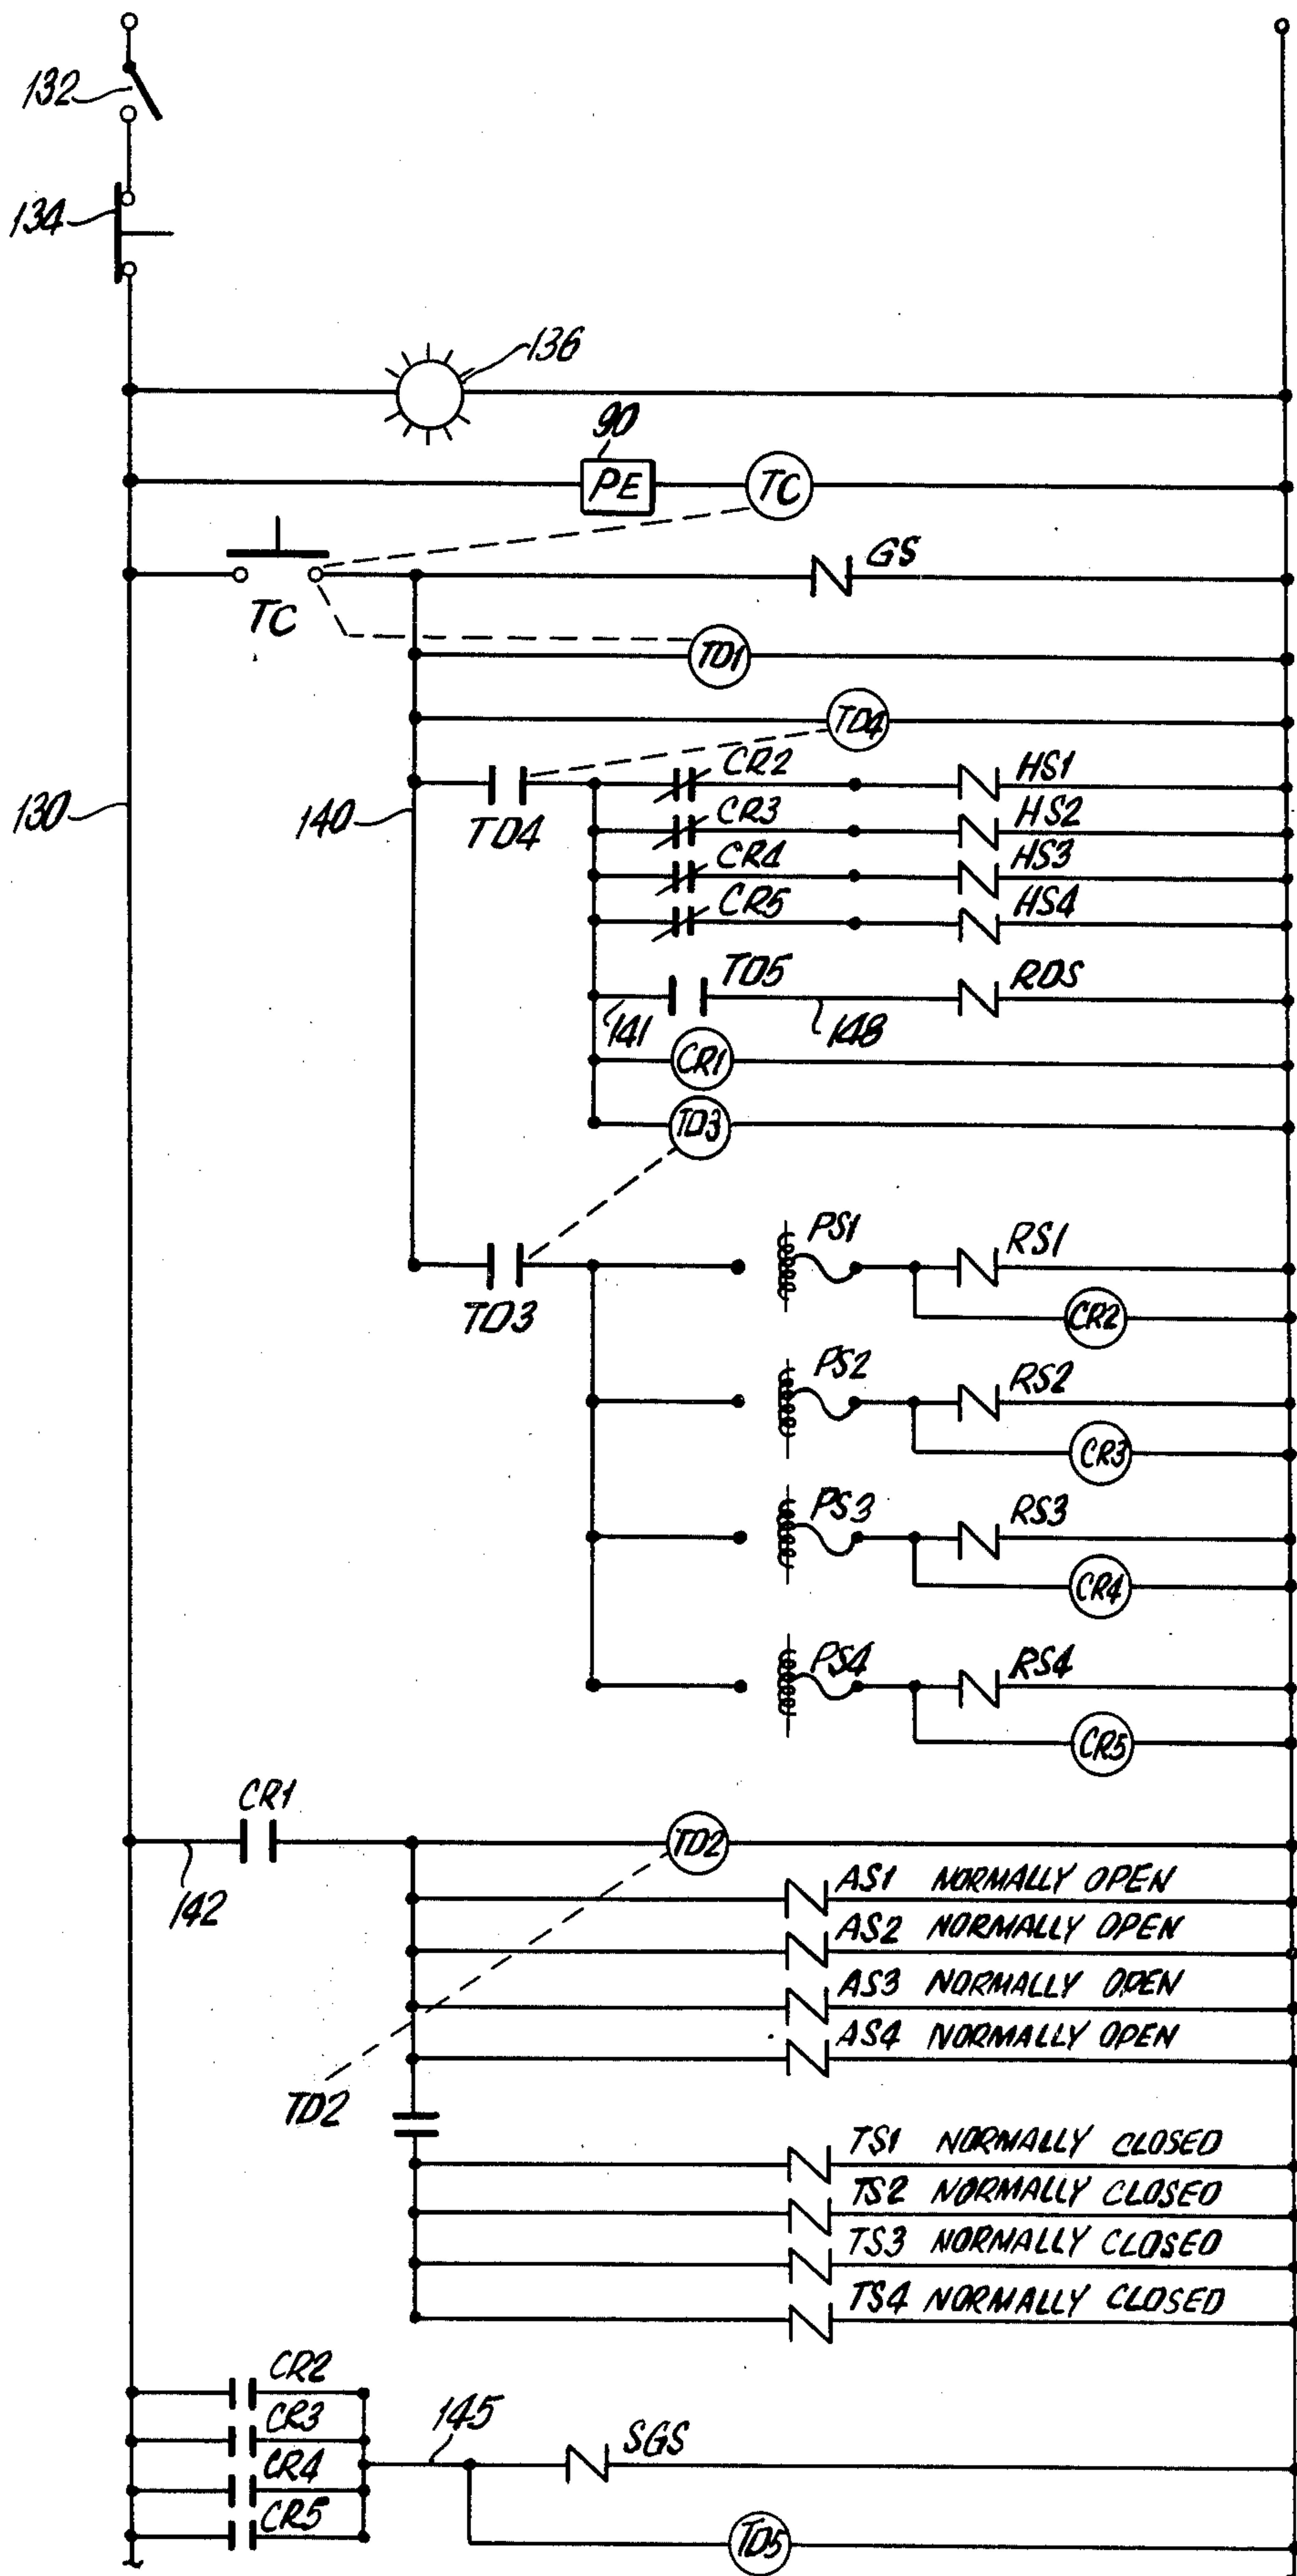 132
134
136
90
PE
TC
GS
TC
TD1
TD4
CR2
HS1
130
140
TD4
CR3
HS2
CR4
HS3
CR5
HS4
TD5
RDS
141
148
CR1
TD3
PS1
RS1
TD3
CR2
PS2
RS2
CR3
PS3
RS3
CR4
PS4
RS4
CR5
CR1
TD2
142
AS1 NORMALLY OPEN
AS2 NORMALLY OPEN
AS3 NORMALLY OPEN
AS4 NORMALLY OPEN
TD2
TS1 NORMALLY CLOSED
TS2 NORMALLY CLOSED
TS3 NORMALLY CLOSED
TS4 NORMALLY CLOSED
CR2
CR3
145
SGS
CR4
CR5
TD5